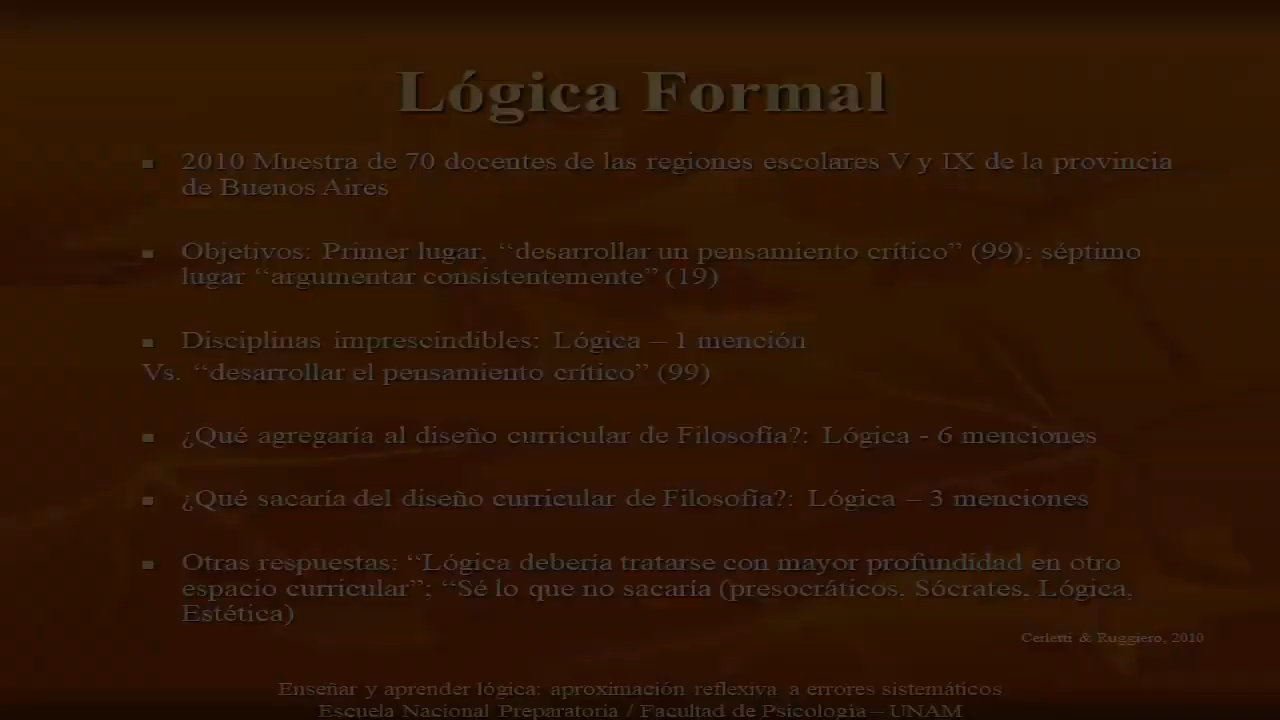 Lógica Formal
2010 Muestra de 70 docentes de las regiones escolares V y IX de la provincia
de Buenos Aires
Objetivos: Primer lugar, “desarrollar un pensamiento crítico” (99); séptimo
lugar “argumentar consistentemente” (19)
Disciplinas imprescindibles: Lógica – 1 mención
Vs. “desarrollar el pensamiento crítico” (99)
¿Qué agregaría al diseño curricular de Filosofía?: Lógica - 6 menciones
¿Qué sacaría del diseño curricular de Filosofía?: Lógica – 3 menciones
Otras respuestas: “Lógica debería tratarse con mayor profundidad en otro
espacio curricular”; “Sé lo que no sacaría (presocráticos, Sócrates, Lógica,
Estética)
Cerletti & Ruggiero, 2010
Enseñar y aprender lógica: aproximación reflexiva a errores sistemáticos
Escuela Nacional Preparatoria / Facultad de Psicología – UNAM